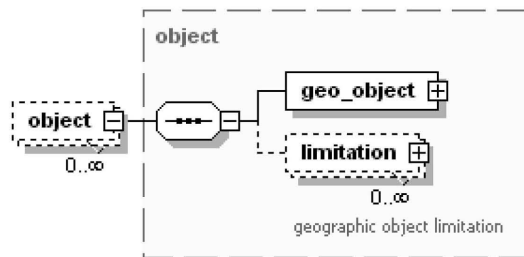 object
geo_object
object
0..∞
limitation
0..∞
geographic object limitation